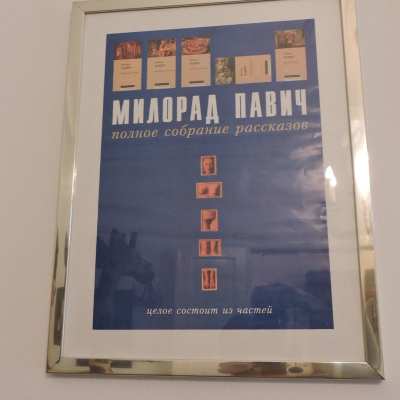 МИЛОРАД ПАВИЧ
полное собрание рассказов
целое состоит из частей